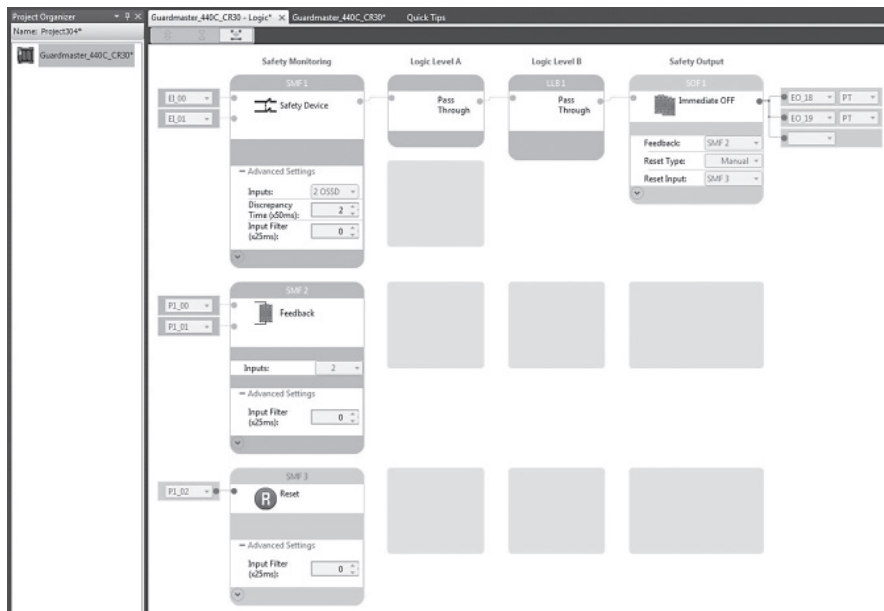 Project Organizer
Name: Project304*
Guardmaster_440C_CR30*
Guardmaster_440C_CR30 - Logic*
Guardmaster_440C_CR30*
Quick Tips
Safety Monitoring
Logic Level A
Logic Level B
Safety Output
SMF 1
EI_00
EI_01
Safety Device
Advanced Settings
Inputs: 2 OSSD
Discrepancy
Time (x50ms): 2
Input Filter
(x25ms): 0
Pass
Through
LLB 1
Pass
Through
SOF 1
Immediate OFF
Feedback: SMF 2
Reset Type: Manual
Reset Input: SMF 3
EO_18 PT
EO_19 PT
SMF 2
P1_00
P1_01
Feedback
Inputs: 2
Advanced Settings
Input Filter
(x25ms): 0
SMF 3
P1_02
R
Reset
Advanced Settings
Input Filter
(x25ms): 0